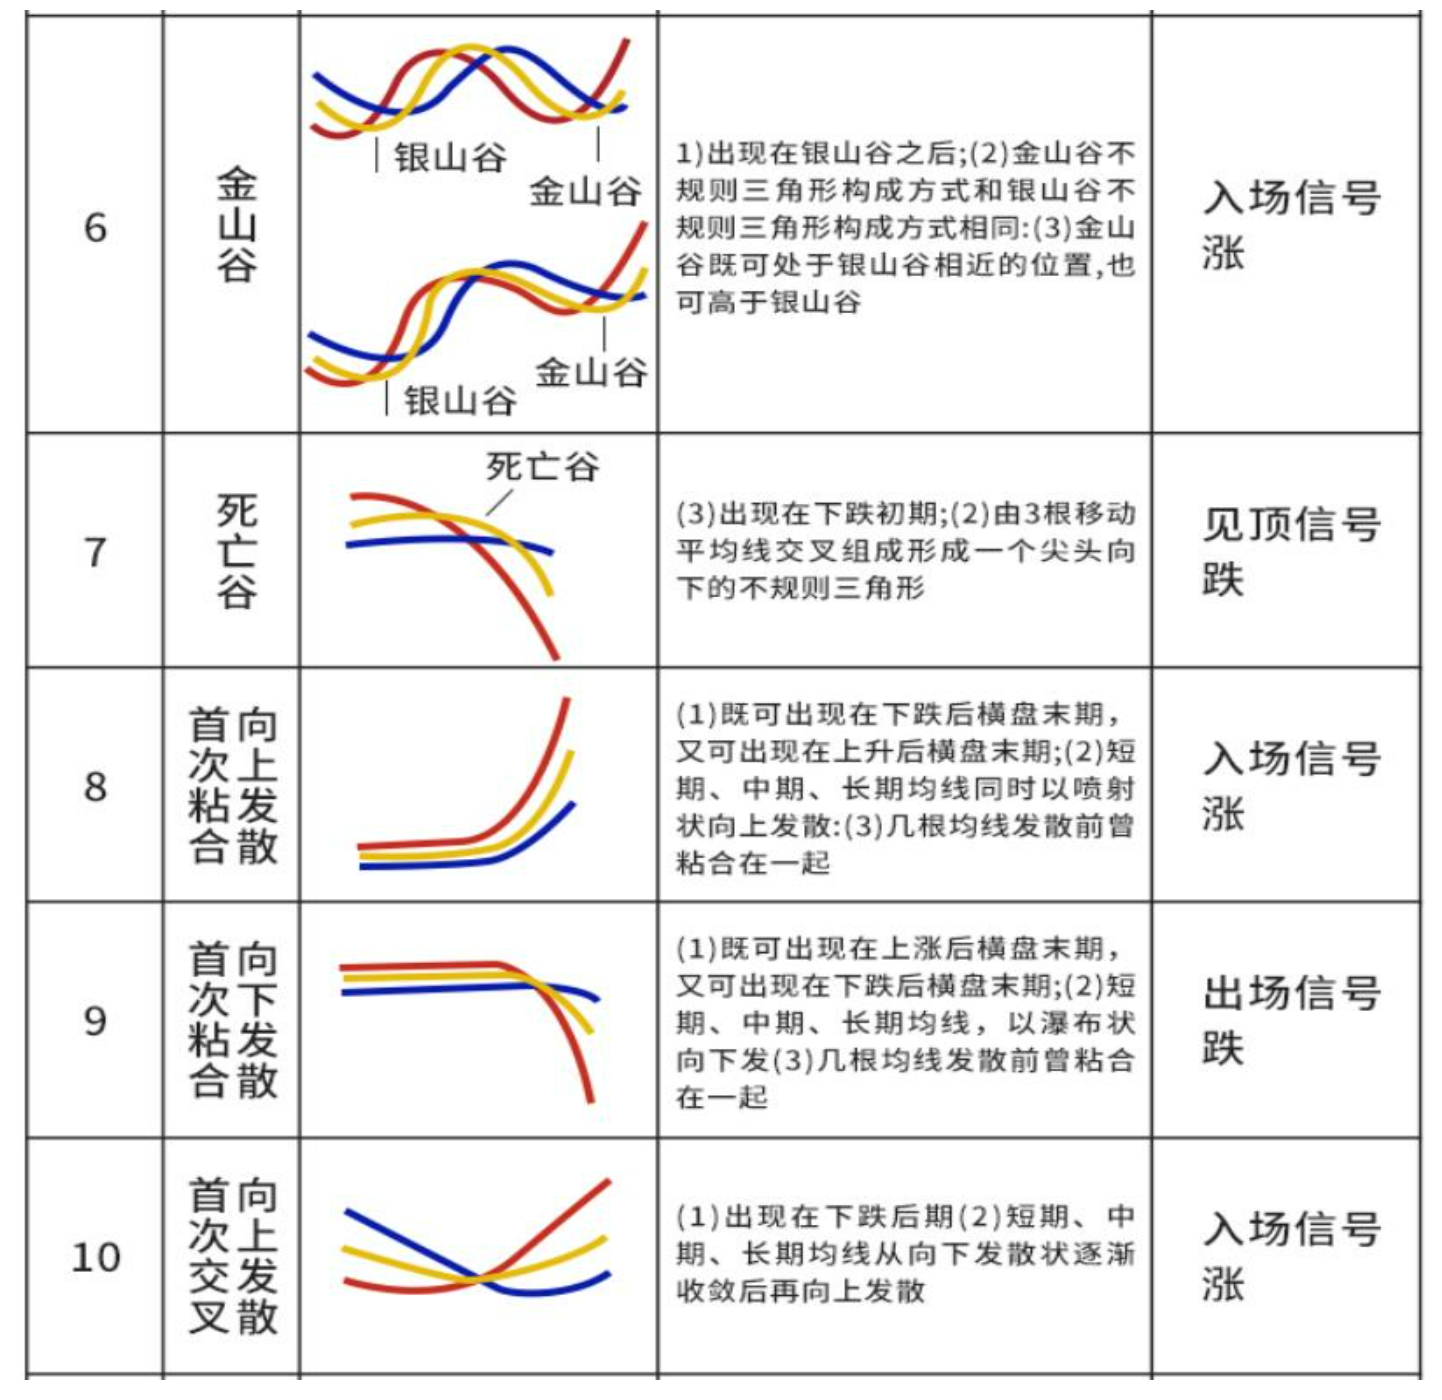 6
金山谷
银山谷
金山谷
金山谷
银山谷
1)出现在银山谷之后;(2)金山谷不
规则三角形构成方式和银山谷不
规则三角形构成方式相同:(3)金山
谷既可处于银山谷相近的位置,也
可高于银山谷
入场信号
涨
7
死亡谷
死亡谷
(3)出现在下跌初期;(2)由3根移动
平均线交叉组成形成一个尖头向
下的不规则三角形
见顶信号
跌
8
首次粘合
向上发散
(1)既可出现在下跌后横盘末期,
又可出现在上升后横盘末期;(2)短
期、中期、长期均线同时以喷射
状向上发散:(3)几根均线发散前曾
粘合在一起
入场信号
涨
9
首次粘合
向下发散
(1)既可出现在上涨后横盘末期,
又可出现在下跌后横盘末期;(2)短
期、中期、长期均线，以瀑布状
向下发(3)几根均线发散前曾粘合
在一起
出场信号
跌
10
首次交叉
向上发散
(1)出现在下跌后期(2)短期、中
期、长期均线从向下发散状逐渐
收敛后再向上发散
入场信号
涨